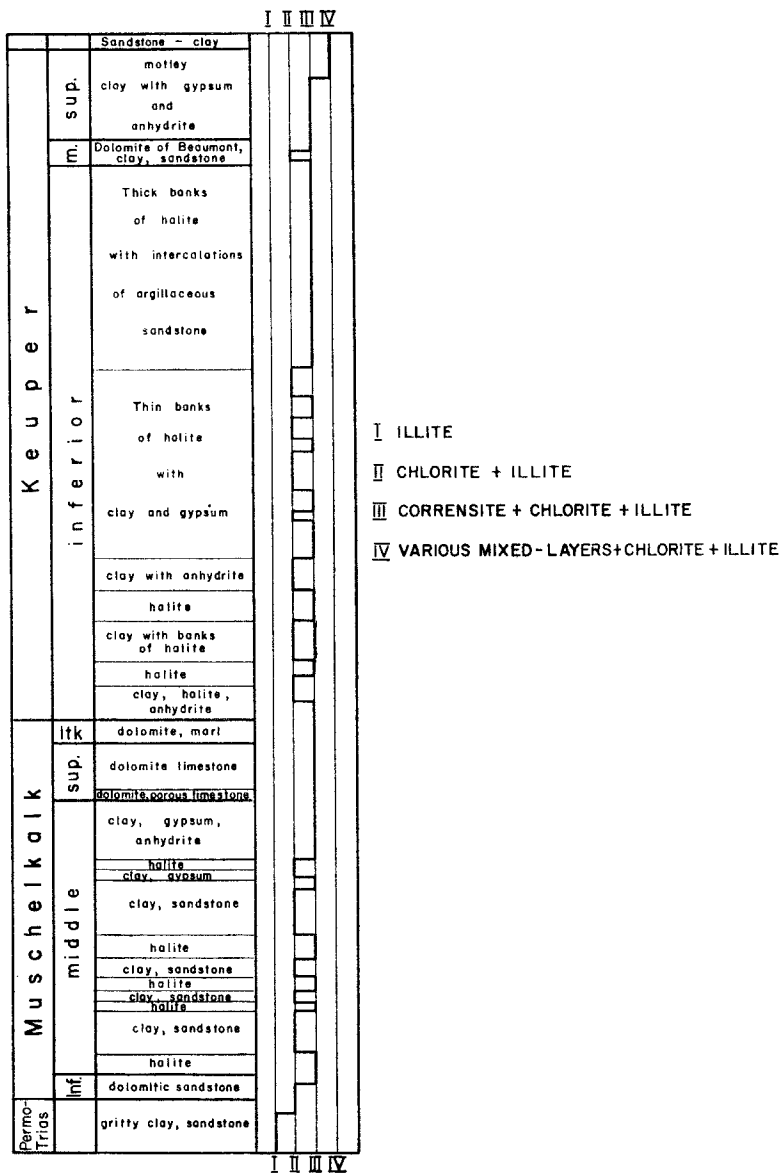 I II III IV
Sandstone - clay
motley
clay with gypsum
and
anhydrite
sup.
Dolomite of Beaumont,
clay, sandstone
m.
Thick banks
of halite
with intercalations
of argillaceous
sandstone
Thin banks
of halite
with
clay and gypsum
clay with anhydrite
halite
clay with banks
of halite
halite
clay, halite,
anhydrite
inferior
Keuper
ltk
dolomite, marl
sup.
dolomite limestone
dolomite, porous limestone
clay, gypsum,
anhydrite
halite
clay, gypsum
clay, sandstone
halite
clay, sandstone
halite
clay, sandstone
halite
clay, sandstone
halite
middle
Inf.
dolomitic sandstone
Muschelkalk
Permo-
Trias
gritty clay, sandstone
I II III IV
I ILLITE
II CHLORITE + ILLITE
III CORRENSITE + CHLORITE + ILLITE
IV VARIOUS MIXED-LAYERS+CHLORITE + ILLITE